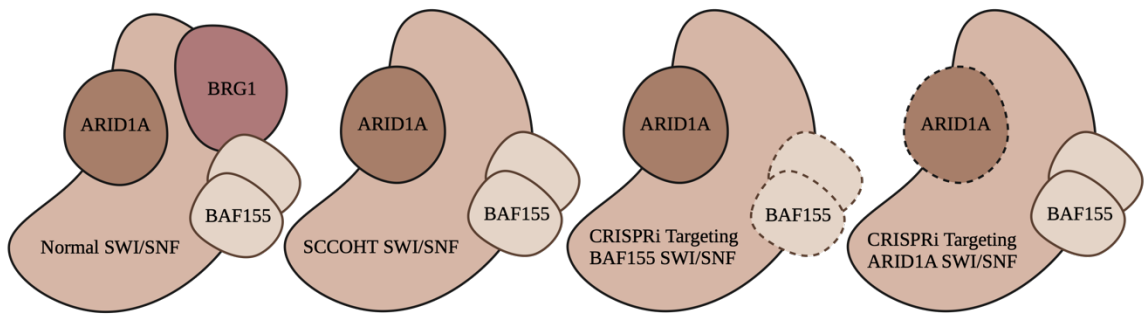 ARID1A
BRG1
BAF155
Normal SWI/SNF
ARID1A
BAF155
SCCOHT SWI/SNF
ARID1A
BAF155
CRISPRi Targeting
BAF155 SWI/SNF
ARID1A
BAF155
CRISPRi Targeting
ARID1A SWI/SNF